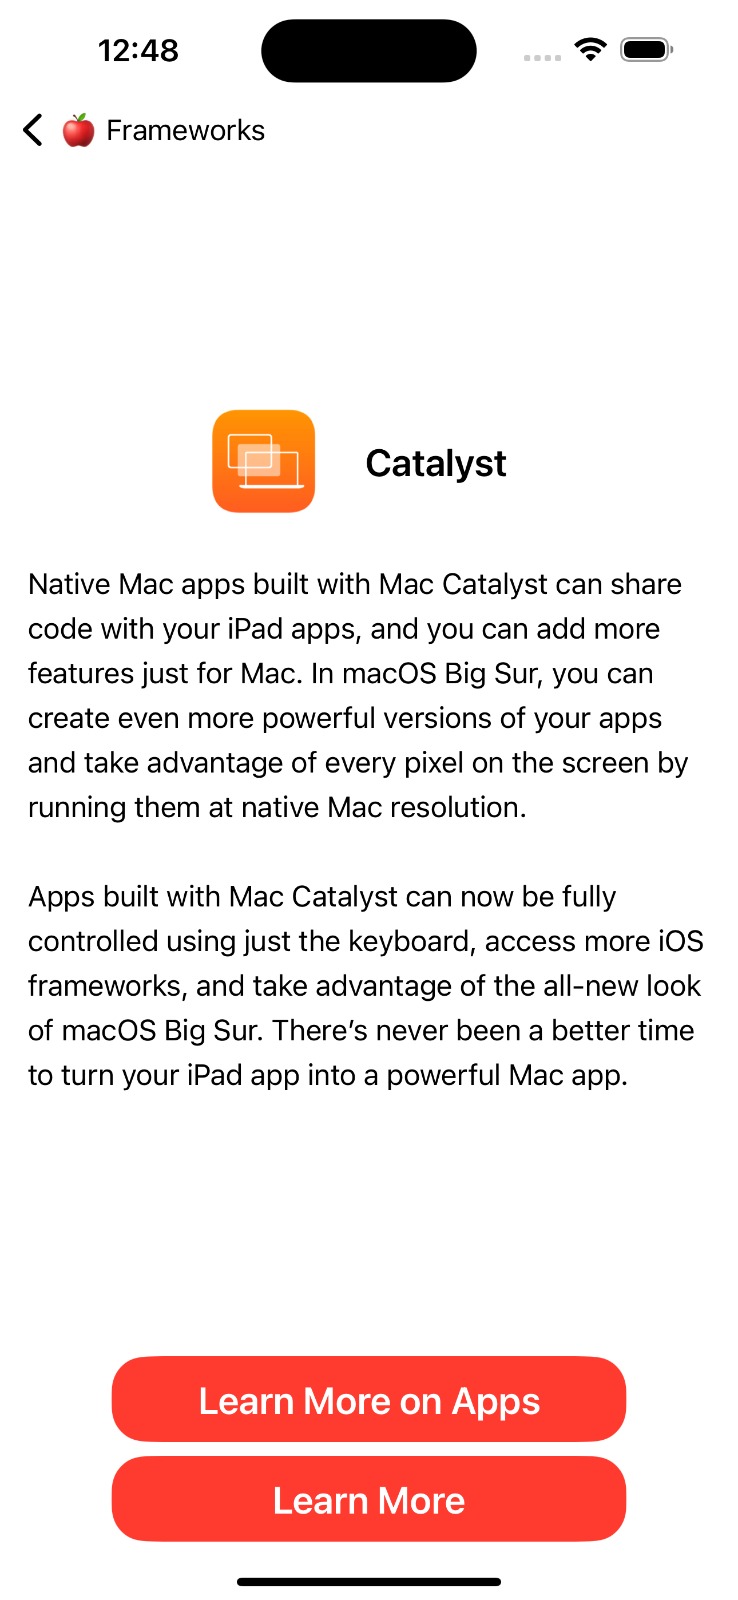 12:48
Frameworks
Catalyst
Native Mac apps built with Mac Catalyst can share
code with your iPad apps, and you can add more
features just for Mac. In macOS Big Sur, you can
create even more powerful versions of your apps
and take advantage of every pixel on the screen by
running them at native Mac resolution.
Apps built with Mac Catalyst can now be fully
controlled using just the keyboard, access more iOS
frameworks, and take advantage of the all-new look
of macOS Big Sur. There’s never been a better time
to turn your iPad app into a powerful Mac app.
Learn More on Apps
Learn More